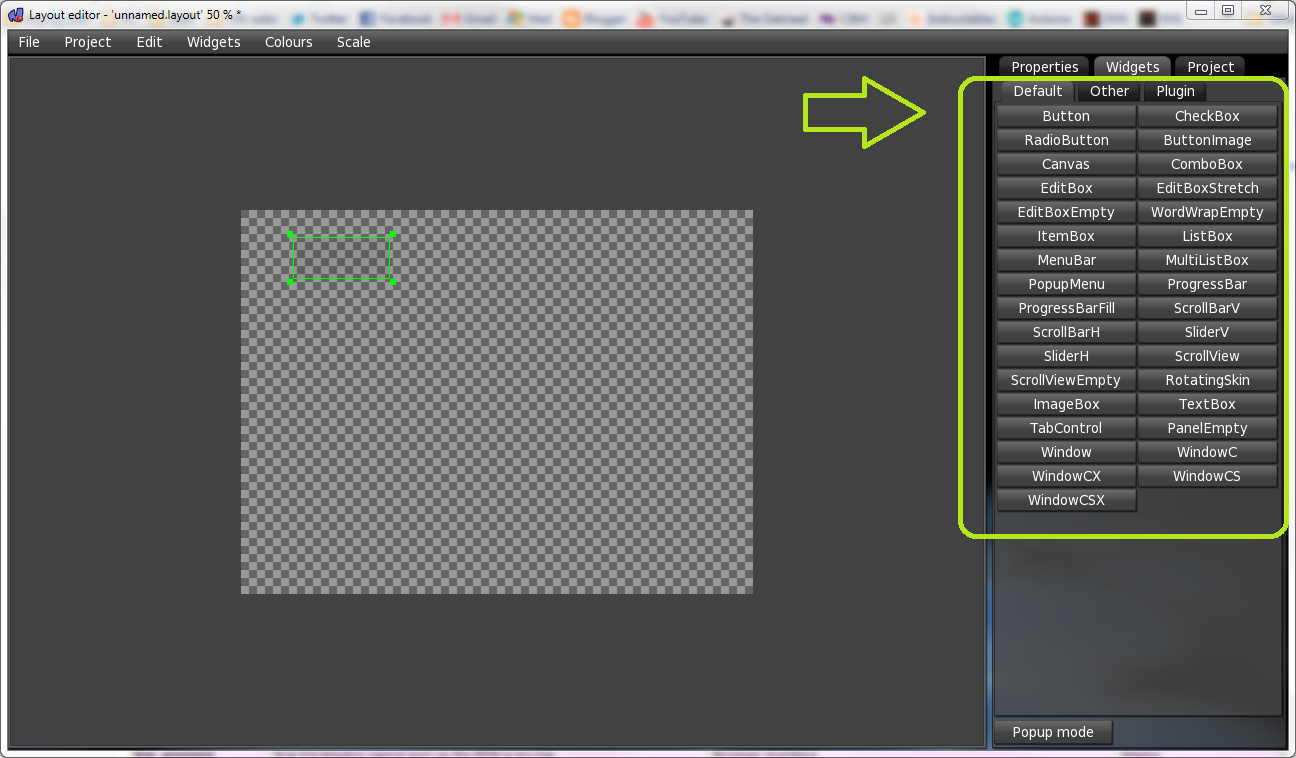 Layout editor - 'unnamed.layout' 50 % *
File Project Edit Widgets Colours Scale
Properties Widgets Project
Default Other Plugin
Button CheckBox
RadioButton ButtonImage
Canvas ComboBox
EditBox EditBoxStretch
EditBoxEmpty WordWrapEmpty
ItemBox ListBox
MenuBar MultiListBox
PopupMenu ProgressBar
ProgressBarFill ScrollBarV
ScrollBarH SliderV
SliderH ScrollView
ScrollViewEmpty RotatingSkin
ImageBox TextBox
TabControl PanelEmpty
Window WindowC
WindowCX WindowCS
WindowCSX
Popup mode